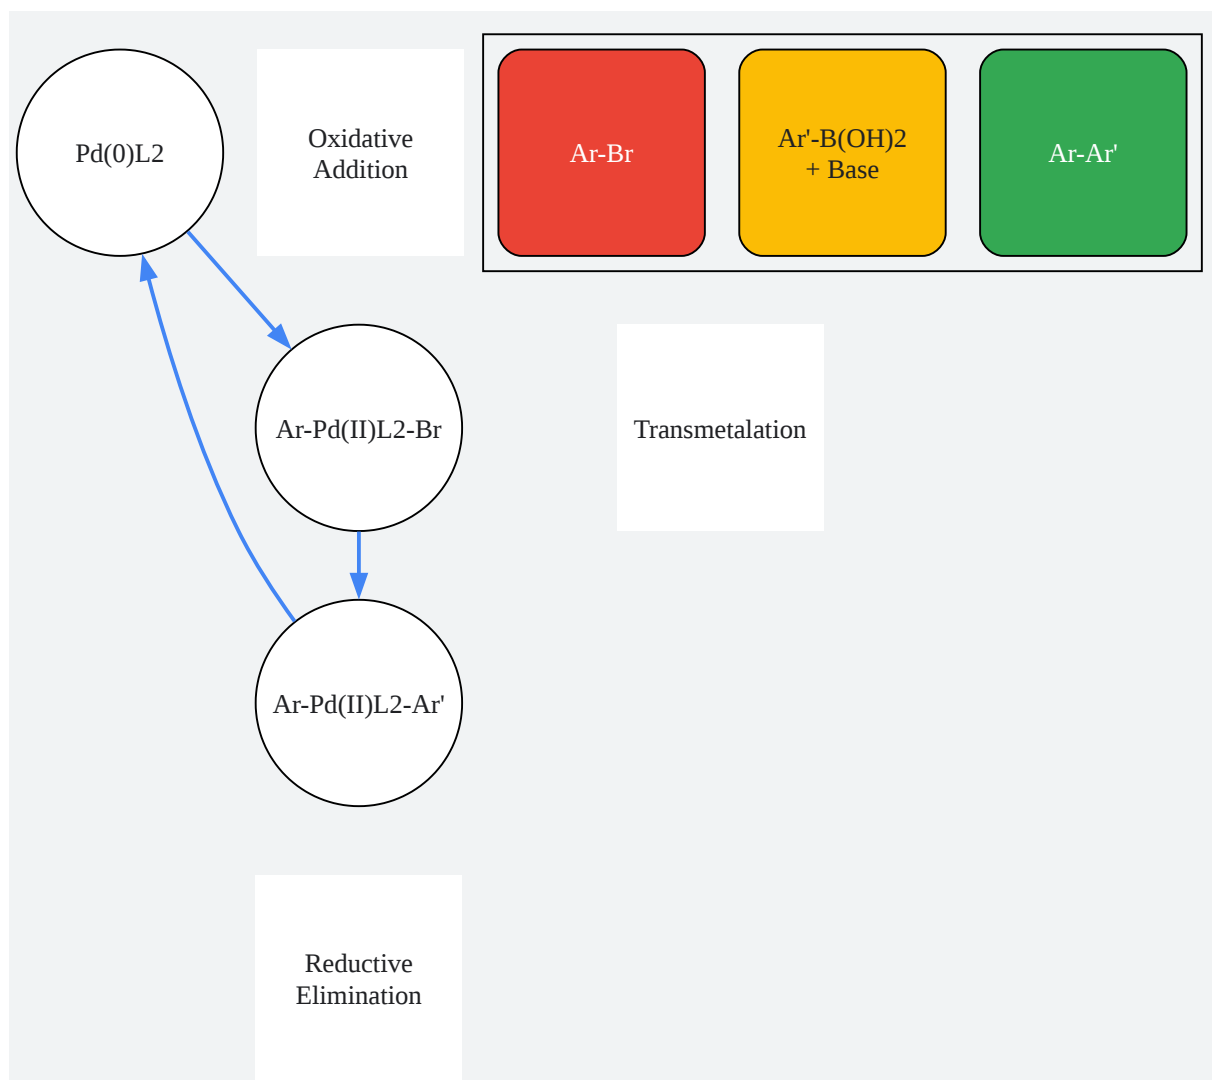 Pd(0)L2
Oxidative
Addition
Ar-Br
Ar'-B(OH)2
+ Base
Ar-Ar'
Ar-Pd(II)L2-Br
Transmetalation
Ar-Pd(II)L2-Ar'
Reductive
Elimination